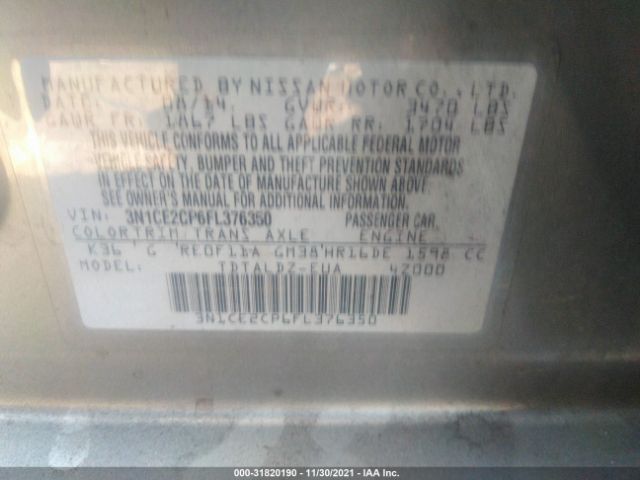 MANUFACTURED BY NISSAN MOTOR CO., LTD.
DATE: 08/14 GVWR: 3470 LBS
GAWR FR: 1867 LBS GAWR RR: 1704 LBS
THIS VEHICLE CONFORMS TO ALL APPLICABLE FEDERAL MOTOR
VEHICLE SAFETY, BUMPER AND THEFT PREVENTION STANDARDS
IN EFFECT ON THE DATE OF MANUFACTURE SHOWN ABOVE.
SEE OWNER'S MANUAL FOR ADDITIONAL INFORMATION.
VIN: 3N1CE2CP6FL376350 PASSENGER CAR
COLOR TRIM TRANS AXLE ENGINE
K36 G RE0F11A GM38 HR16DE 1598 CC
MODEL TDTALDZ-EUA 42000
3N1CE2CP6FL376350
000-31820190 - 11/30/2021 - IAA Inc.